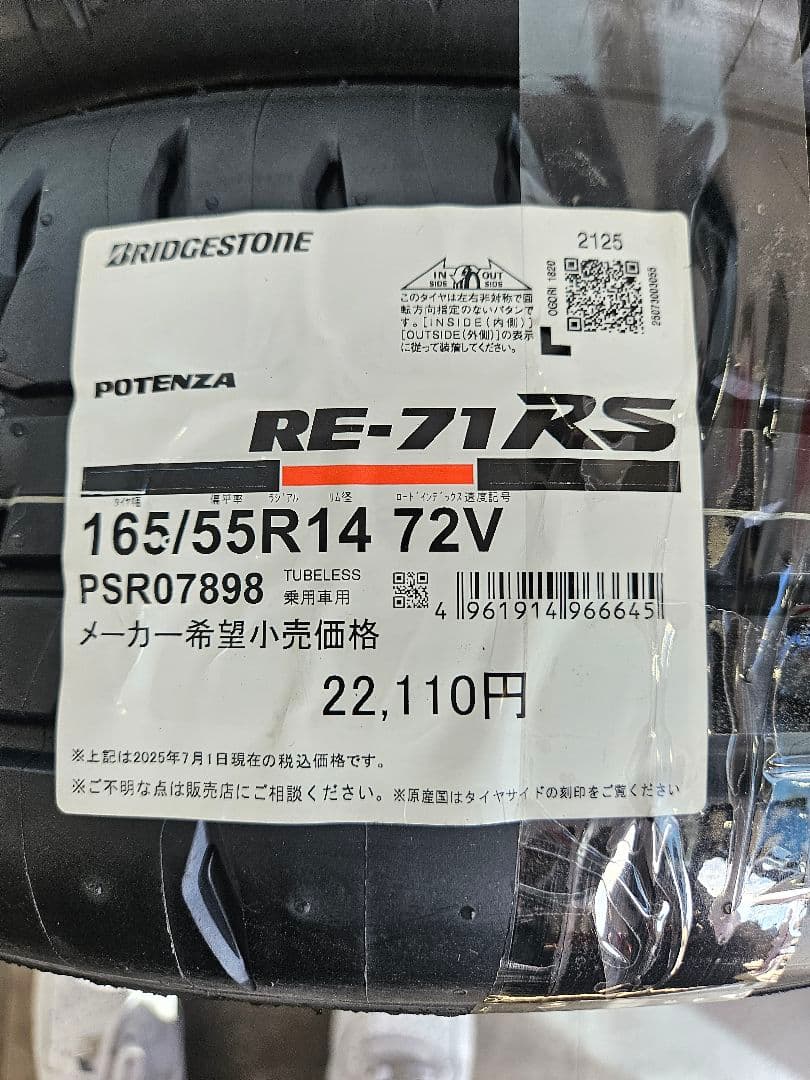 BRIDGESTONE
2125
IN OUT
SIDE SIDE
このタイヤは左右非対称で回
転方向指定のないパタンで
す。[INSIDE(内側)]
[OUTSIDE(外側)]の表示
に従って装着してください。
OGORI 1820
25073003055
L
POTENZA
RE-71RS
タイヤ幅 偏平率 ラジアル リム径 ロードインデックス 速度記号
165/55R14 72V
PSR07898 TUBELESS
乗用車用
4 961914 966645
メーカー希望小売価格
22,110円
※上記は2025年7月1日現在の税込価格です。
※ご不明な点は販売店にご相談ください。※原産国はタイヤサイドの刻印をご覧ください